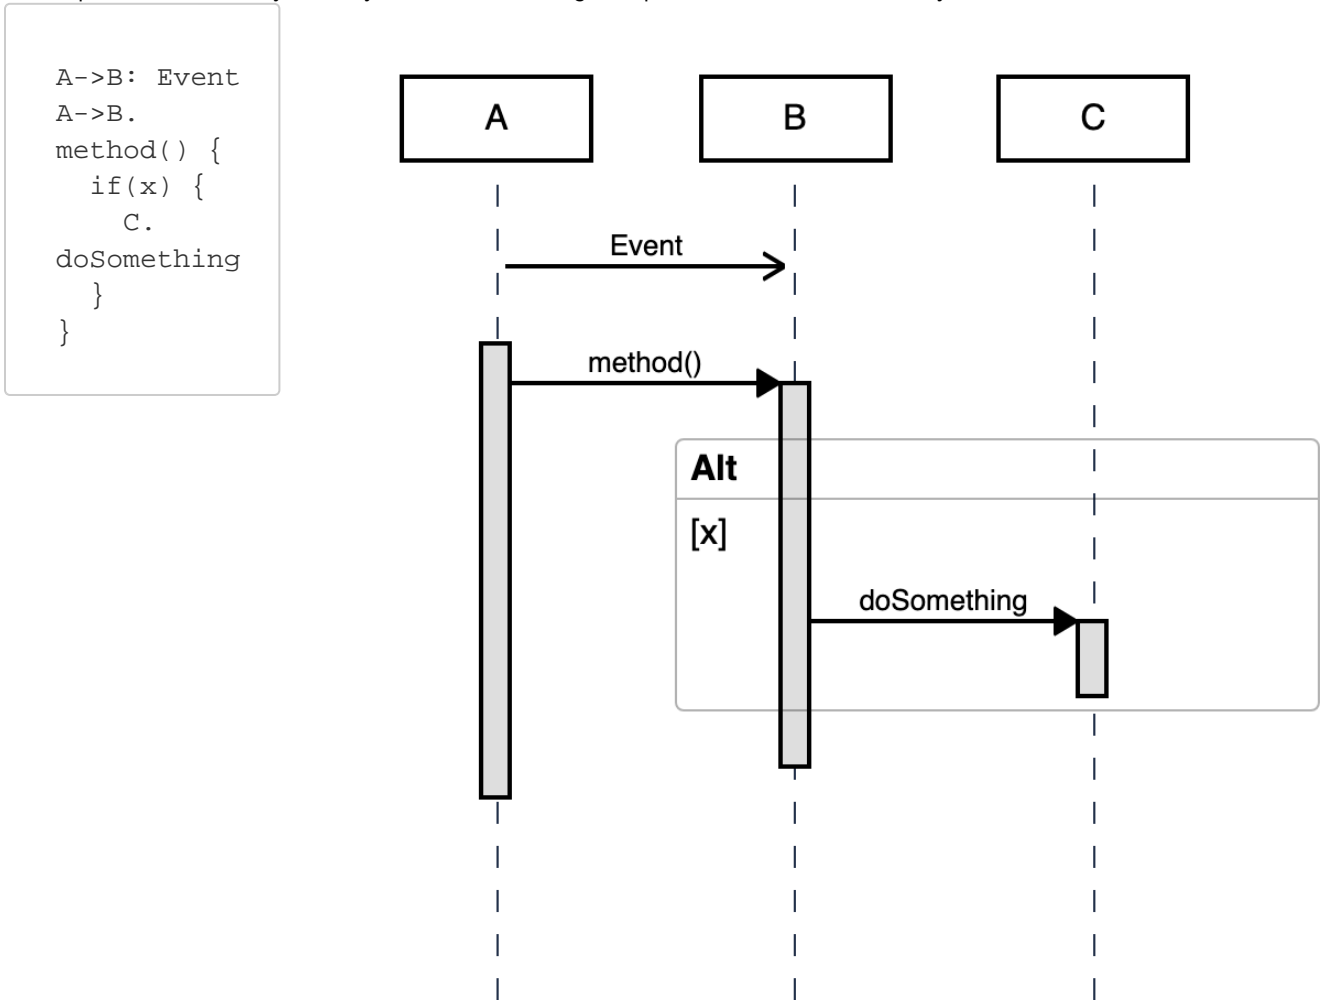 A->B: Event
A->B.
method() {
  if(x) {
    C.
doSomething
  }
}
A
B
C
Event
method()
Alt
[x]
doSomething